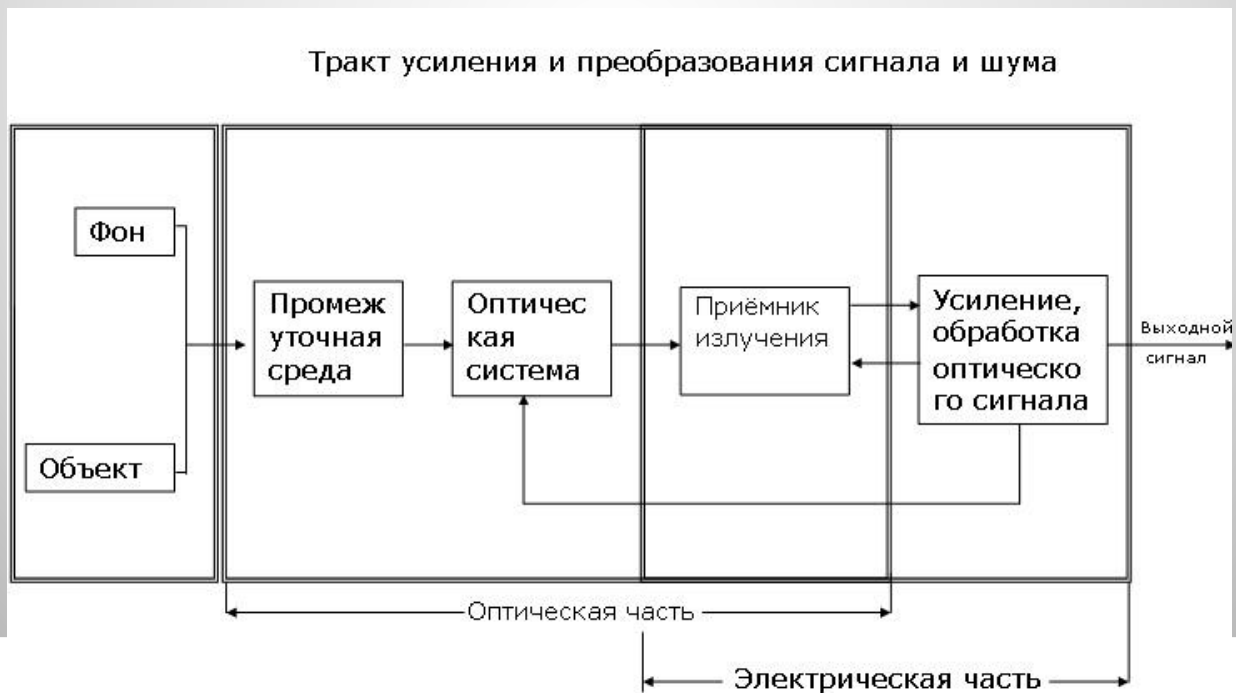 Тракт усиления и преобразования сигнала и шума
Фон
Объект
Промеж
уточная
среда
Оптичес
кая
система
Приёмник
излучения
Усиление,
обработка
оптическо
го сигнала
Выходной
сигнал
Оптическая часть
Электрическая часть